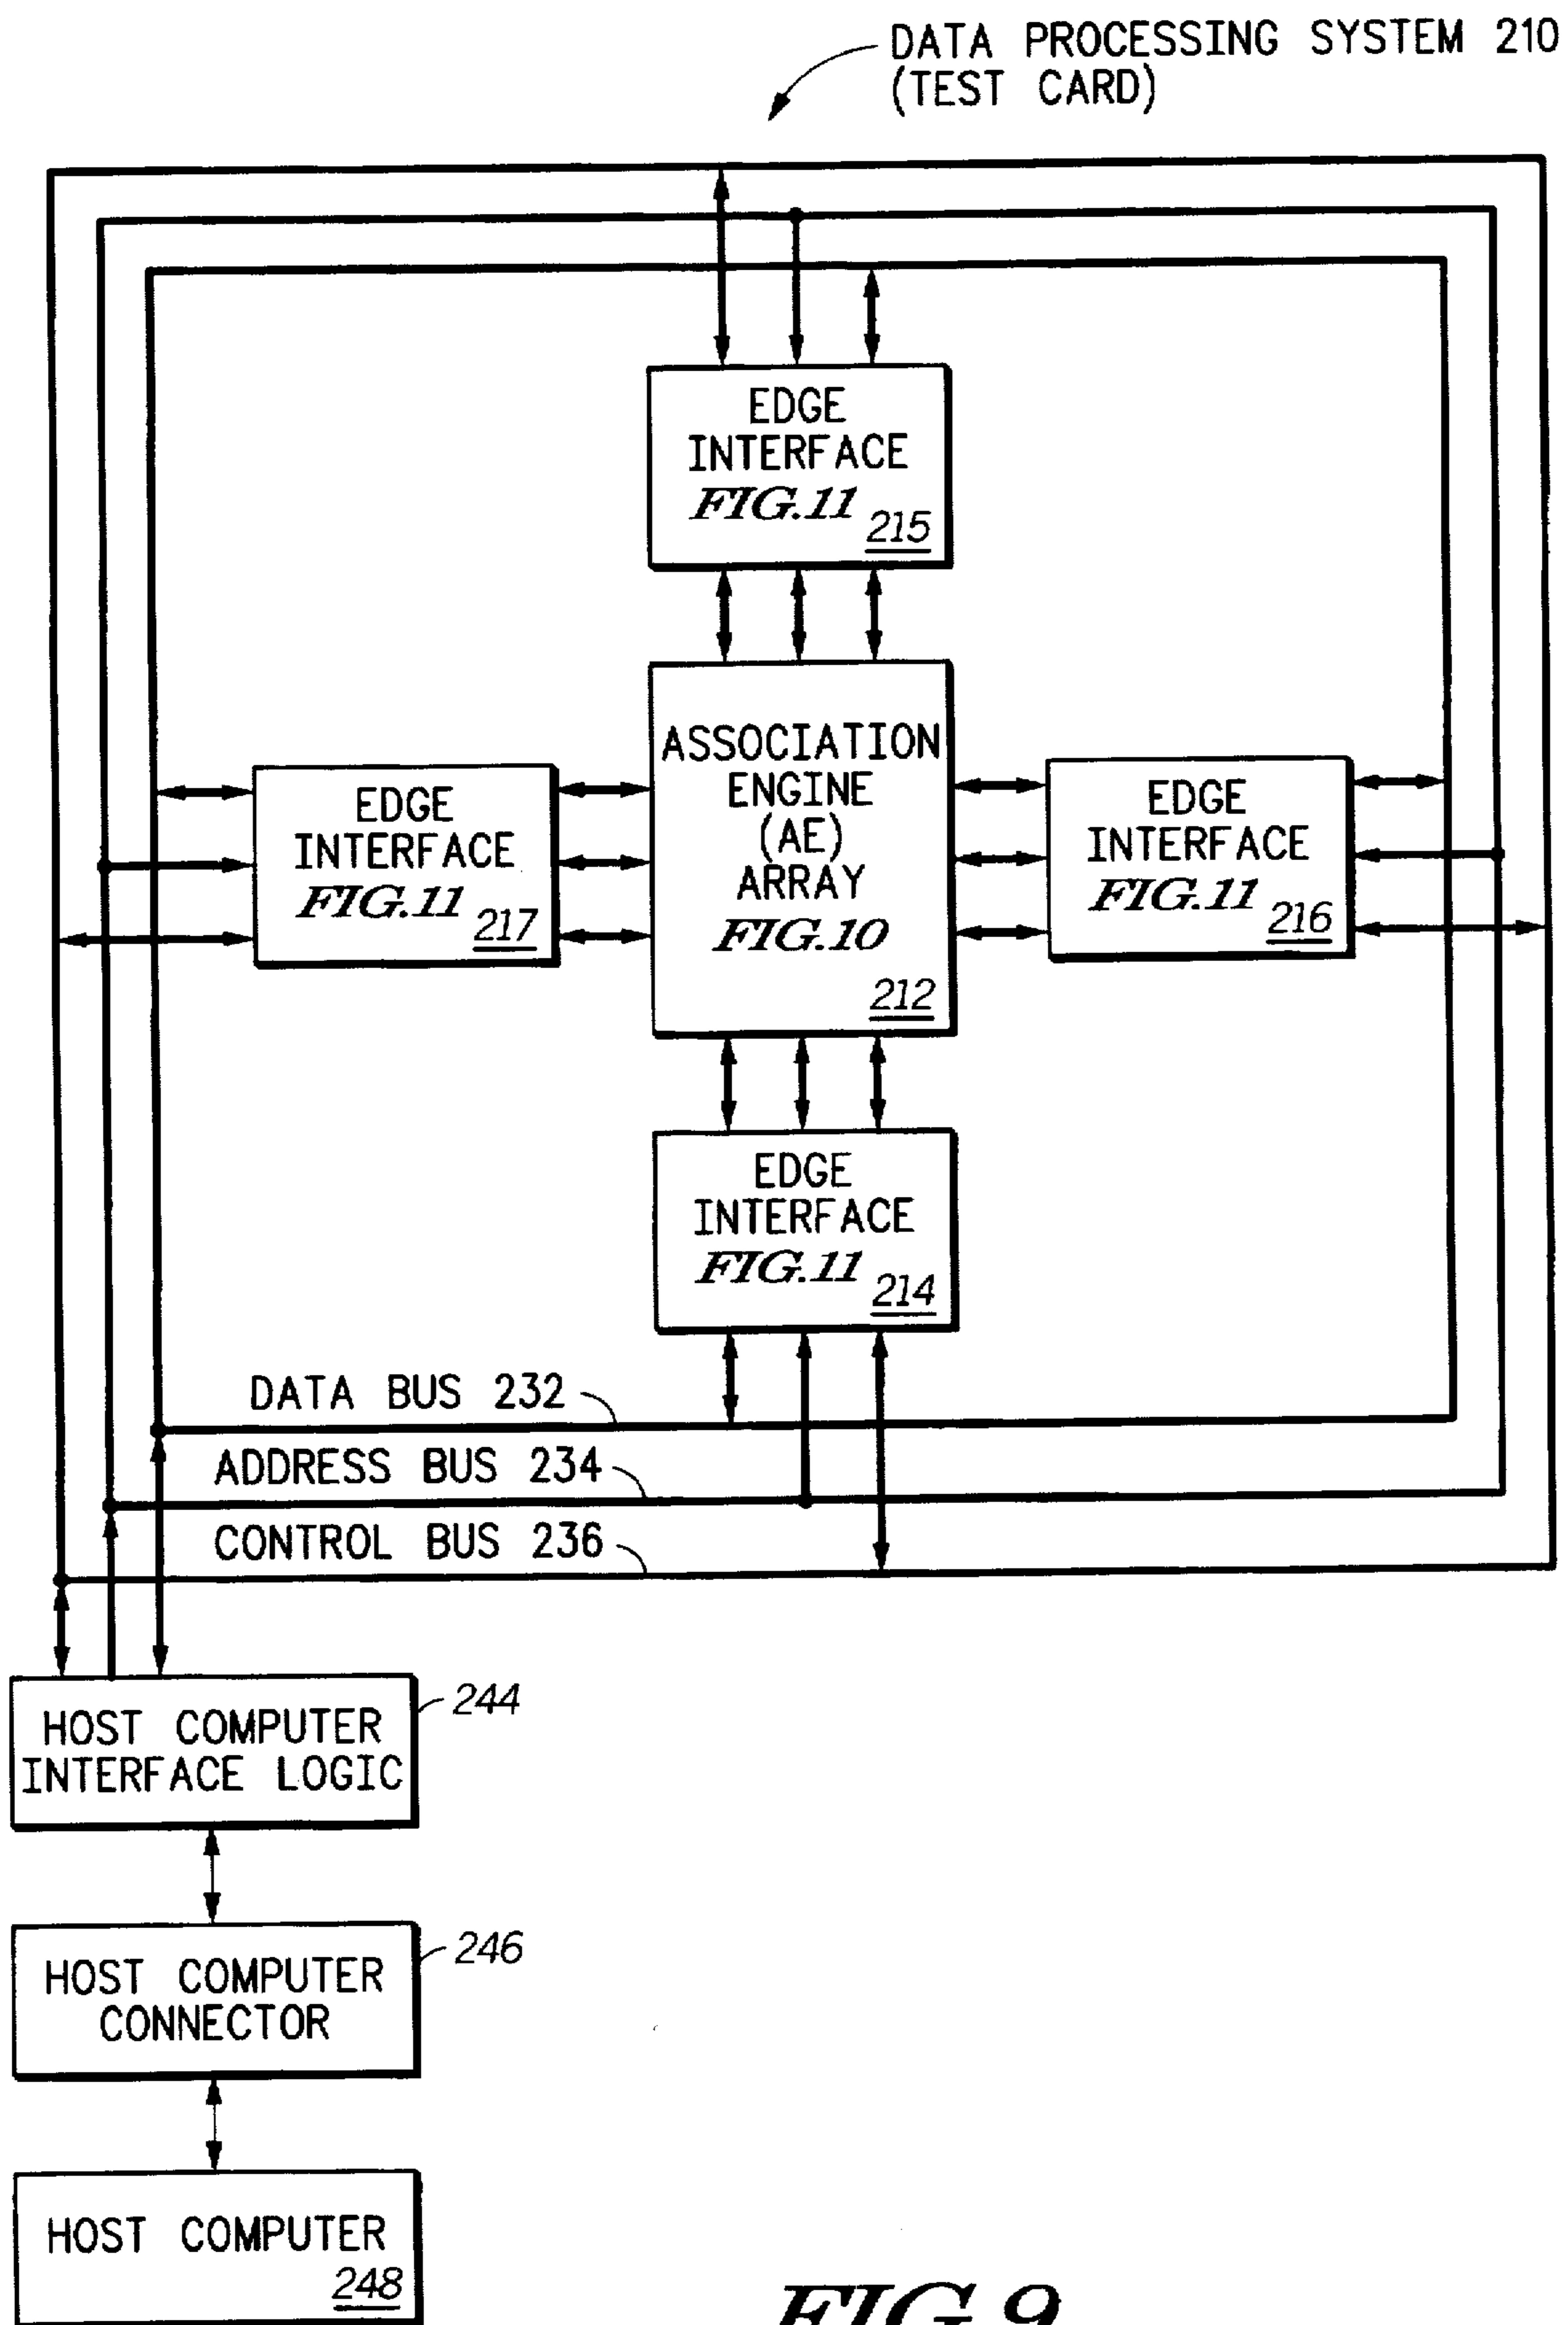 DATA PROCESSING SYSTEM 210
(TEST CARD)
EDGE
INTERFACE
FIG.11
215
ASSOCIATION
ENGINE
(AE)
ARRAY
FIG.10
212
EDGE
INTERFACE
FIG.11
217
EDGE
INTERFACE
FIG.11
216
EDGE
INTERFACE
FIG.11
214
DATA BUS 232
ADDRESS BUS 234
CONTROL BUS 236
HOST COMPUTER
INTERFACE LOGIC
244
HOST COMPUTER
CONNECTOR
246
HOST COMPUTER
248
FIG.9